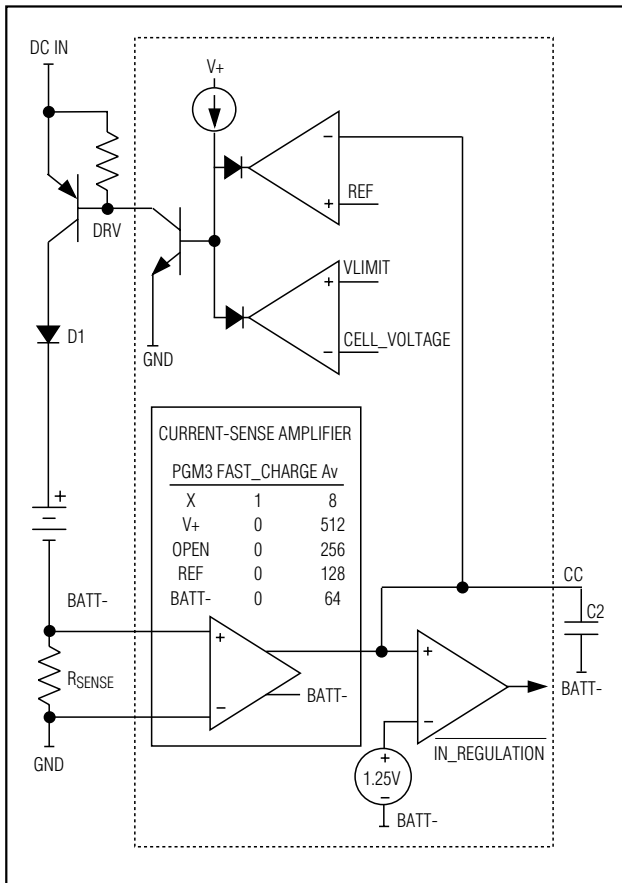 DC IN
V+
−
+
REF
DRV
VLIMIT
+
−
CELL_VOLTAGE
D1
GND
CURRENT-SENSE AMPLIFIER
PGM3 FAST_CHARGE Av
X 1 8
V+ 0 512
OPEN 0 256
REF 0 128
BATT- 0 64
+
−
BATT-
CC
C2
BATT-
+
−
BATT-
RSENSE
GND
+
−
IN_REGULATION
+
1.25V
−
BATT-